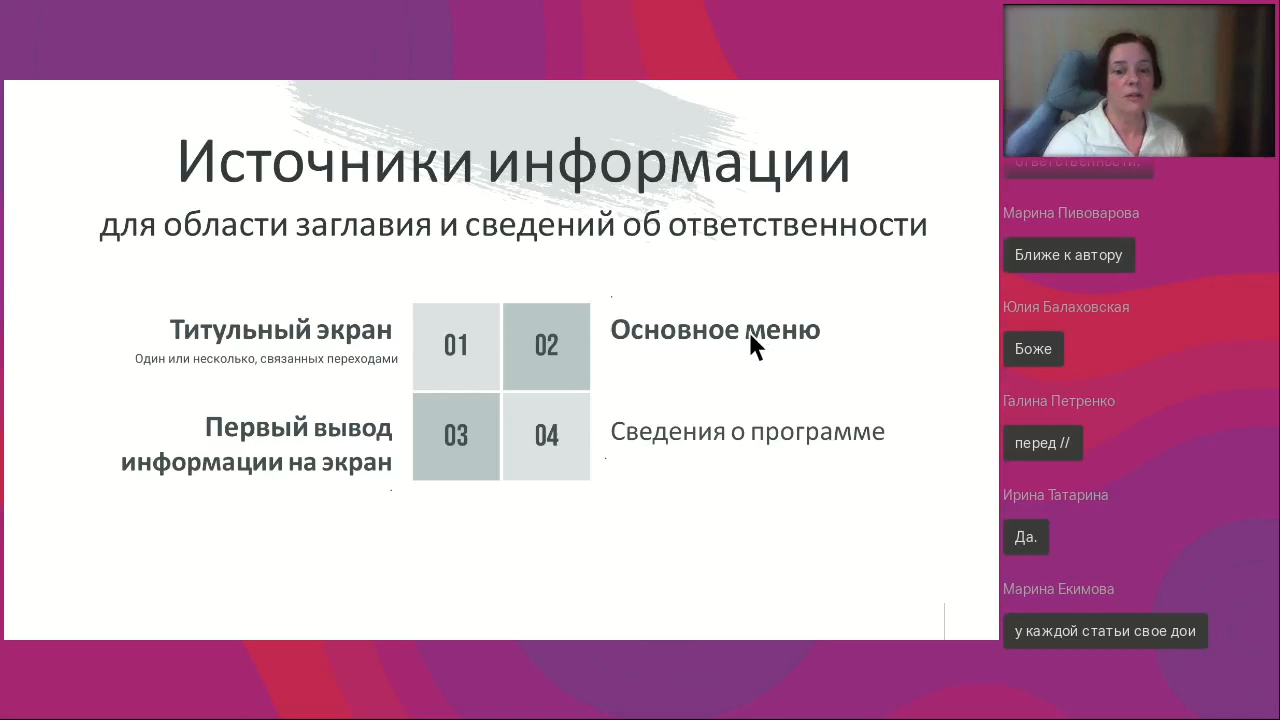 Источники информации
для области заглавия и сведений об ответственности
Титульный экран
Один или несколько, связанных переходами
01
02
Основное меню
Первый вывод
информации на экран
03
04
Сведения о программе
ответственности.
Марина Пивоварова
Ближе к автору
Юлия Балаховская
Боже
Галина Петренко
перед //
Ирина Татарина
Да.
Марина Екимова
у каждой статьи свое дои